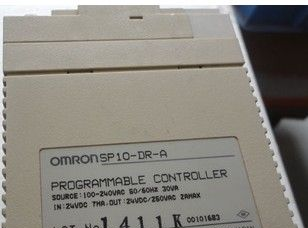 OMRON SP10-DR-A
PROGRAMMABLE CONTROLLER
SOURCE:100-240VAC 50/60HZ 30VA
IN:24VDC TMA.OUT:24VDC/250VAC 2AMAX
LOT No 1411K 00101683